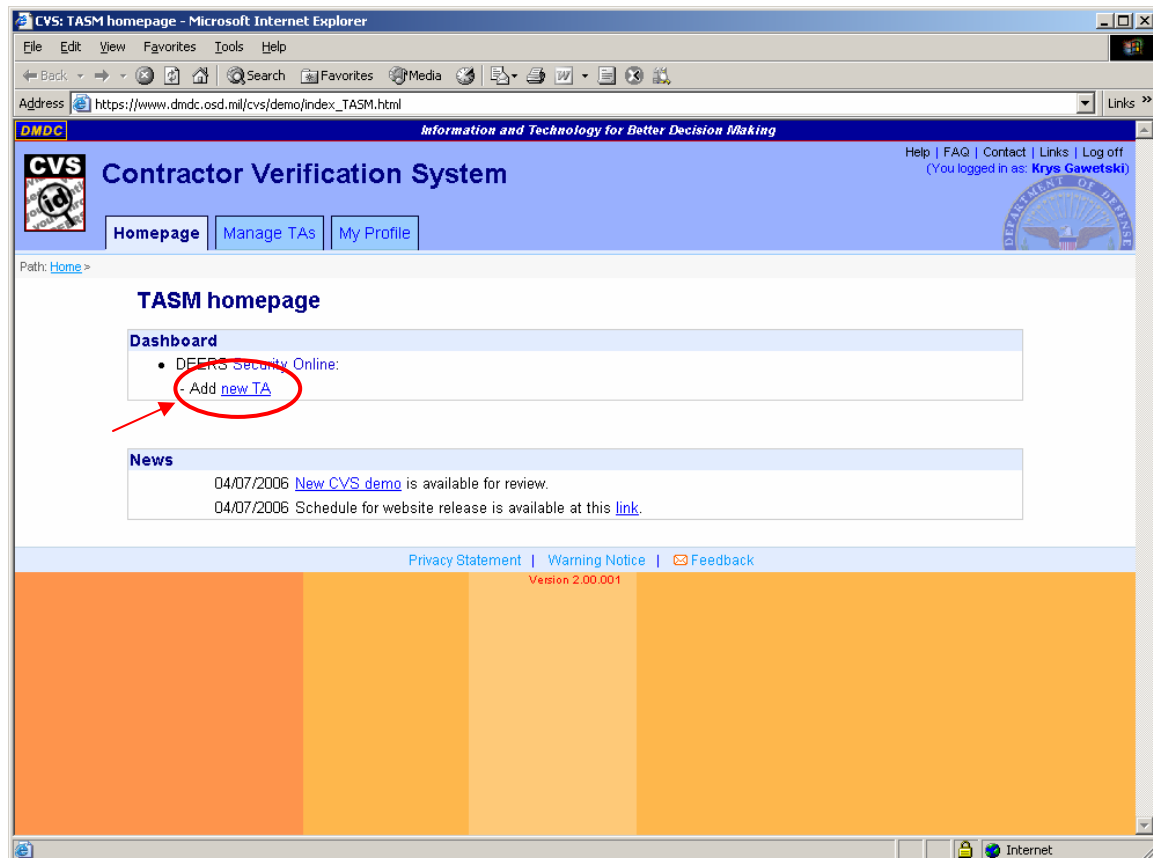 CVS: TASM homepage - Microsoft Internet Explorer
File Edit View Favorites Tools Help
Back Search Favorites Media
Address https://www.dmdc.osd.mil/cvs/demo/index_TASM.html Links »
DMDC Information and Technology for Better Decision Making
Help | FAQ | Contact | Links | Log off
(You logged in as: Krys Gawetski)
CVS
id
Contractor Verification System
DEPARTMENT OF DEFENSE
Homepage Manage TAs My Profile
Path: Home >
TASM homepage
Dashboard
• DEERS Security Online:
- Add new TA
News
04/07/2006 New CVS demo is available for review.
04/07/2006 Schedule for website release is available at this link.
Privacy Statement | Warning Notice | Feedback
Version 2.00.001
Internet